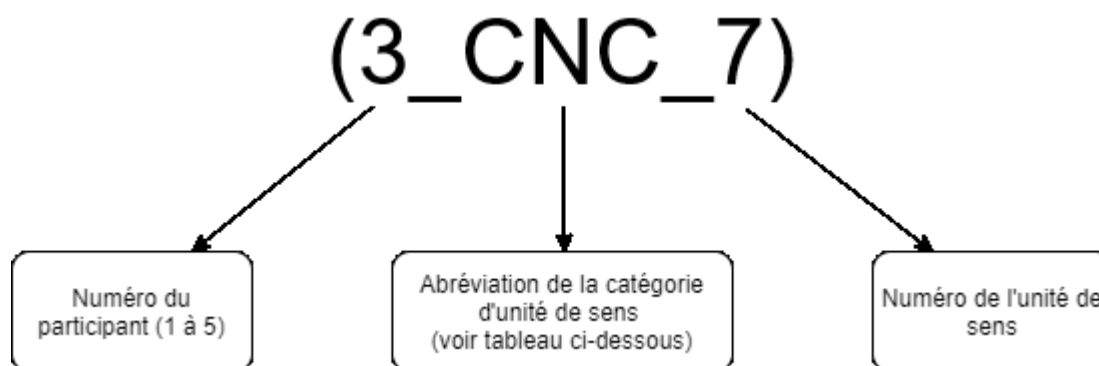 (3_CNC_7)
Numéro du
participant (1 à 5)
Abréviation de la catégorie
d'unité de sens
(voir tableau ci-dessous)
Numéro de l'unité de
sens